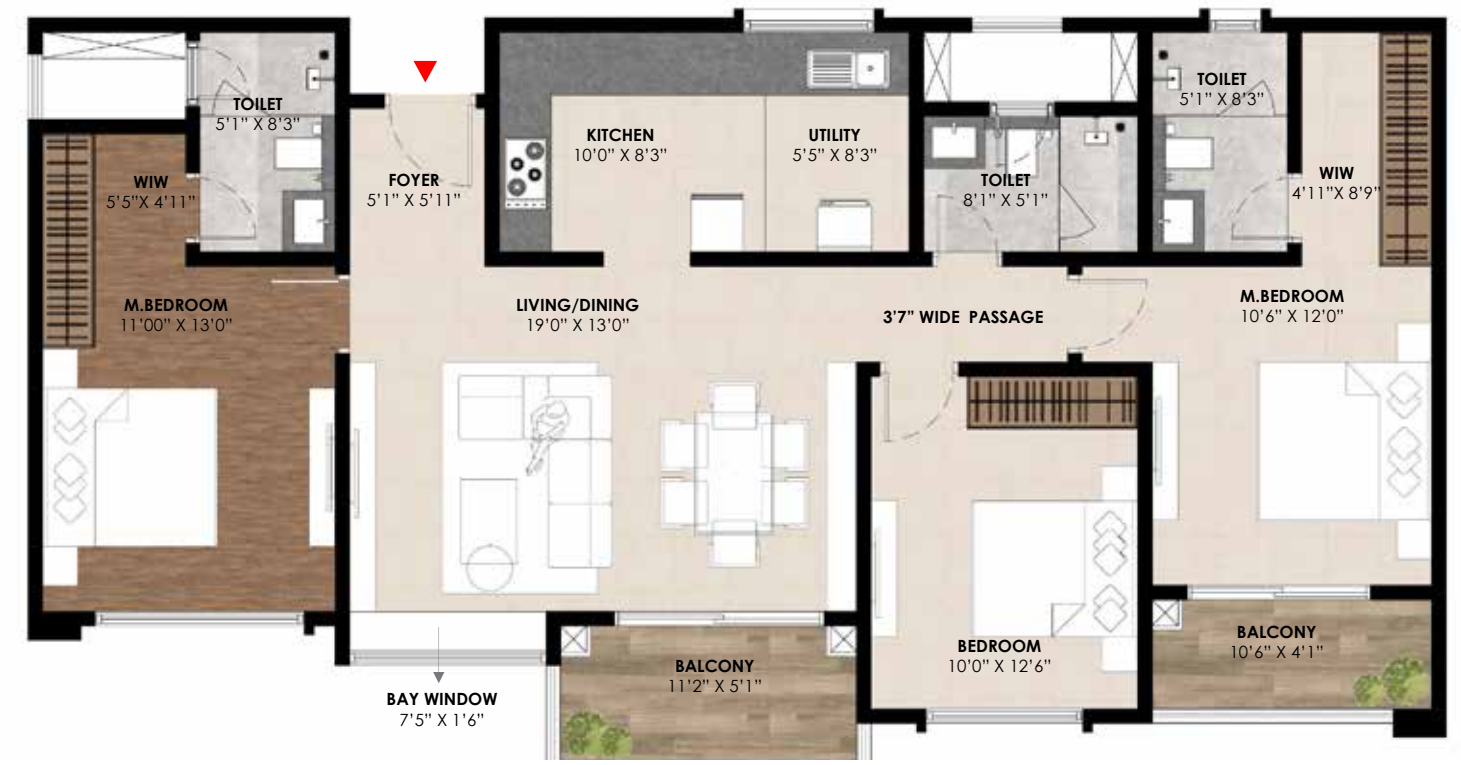 TOILET
5'1" X 8'3"
WIW
5'5"X 4'11"
M.BEDROOM
11'00" X 13'0"
FOYER
5'1" X 5'11"
KITCHEN
10'0" X 8'3"
UTILITY
5'5" X 8'3"
LIVING/DINING
19'0" X 13'0"
TOILET
8'1" X 5'1"
3'7" WIDE PASSAGE
TOILET
5'1" X 8'3"
WIW
4'11"X 8'9"
M.BEDROOM
10'6" X 12'0"
BAY WINDOW
7'5" X 1'6"
BALCONY
11'2" X 5'1"
BEDROOM
10'0" X 12'6"
BALCONY
10'6" X 4'1"